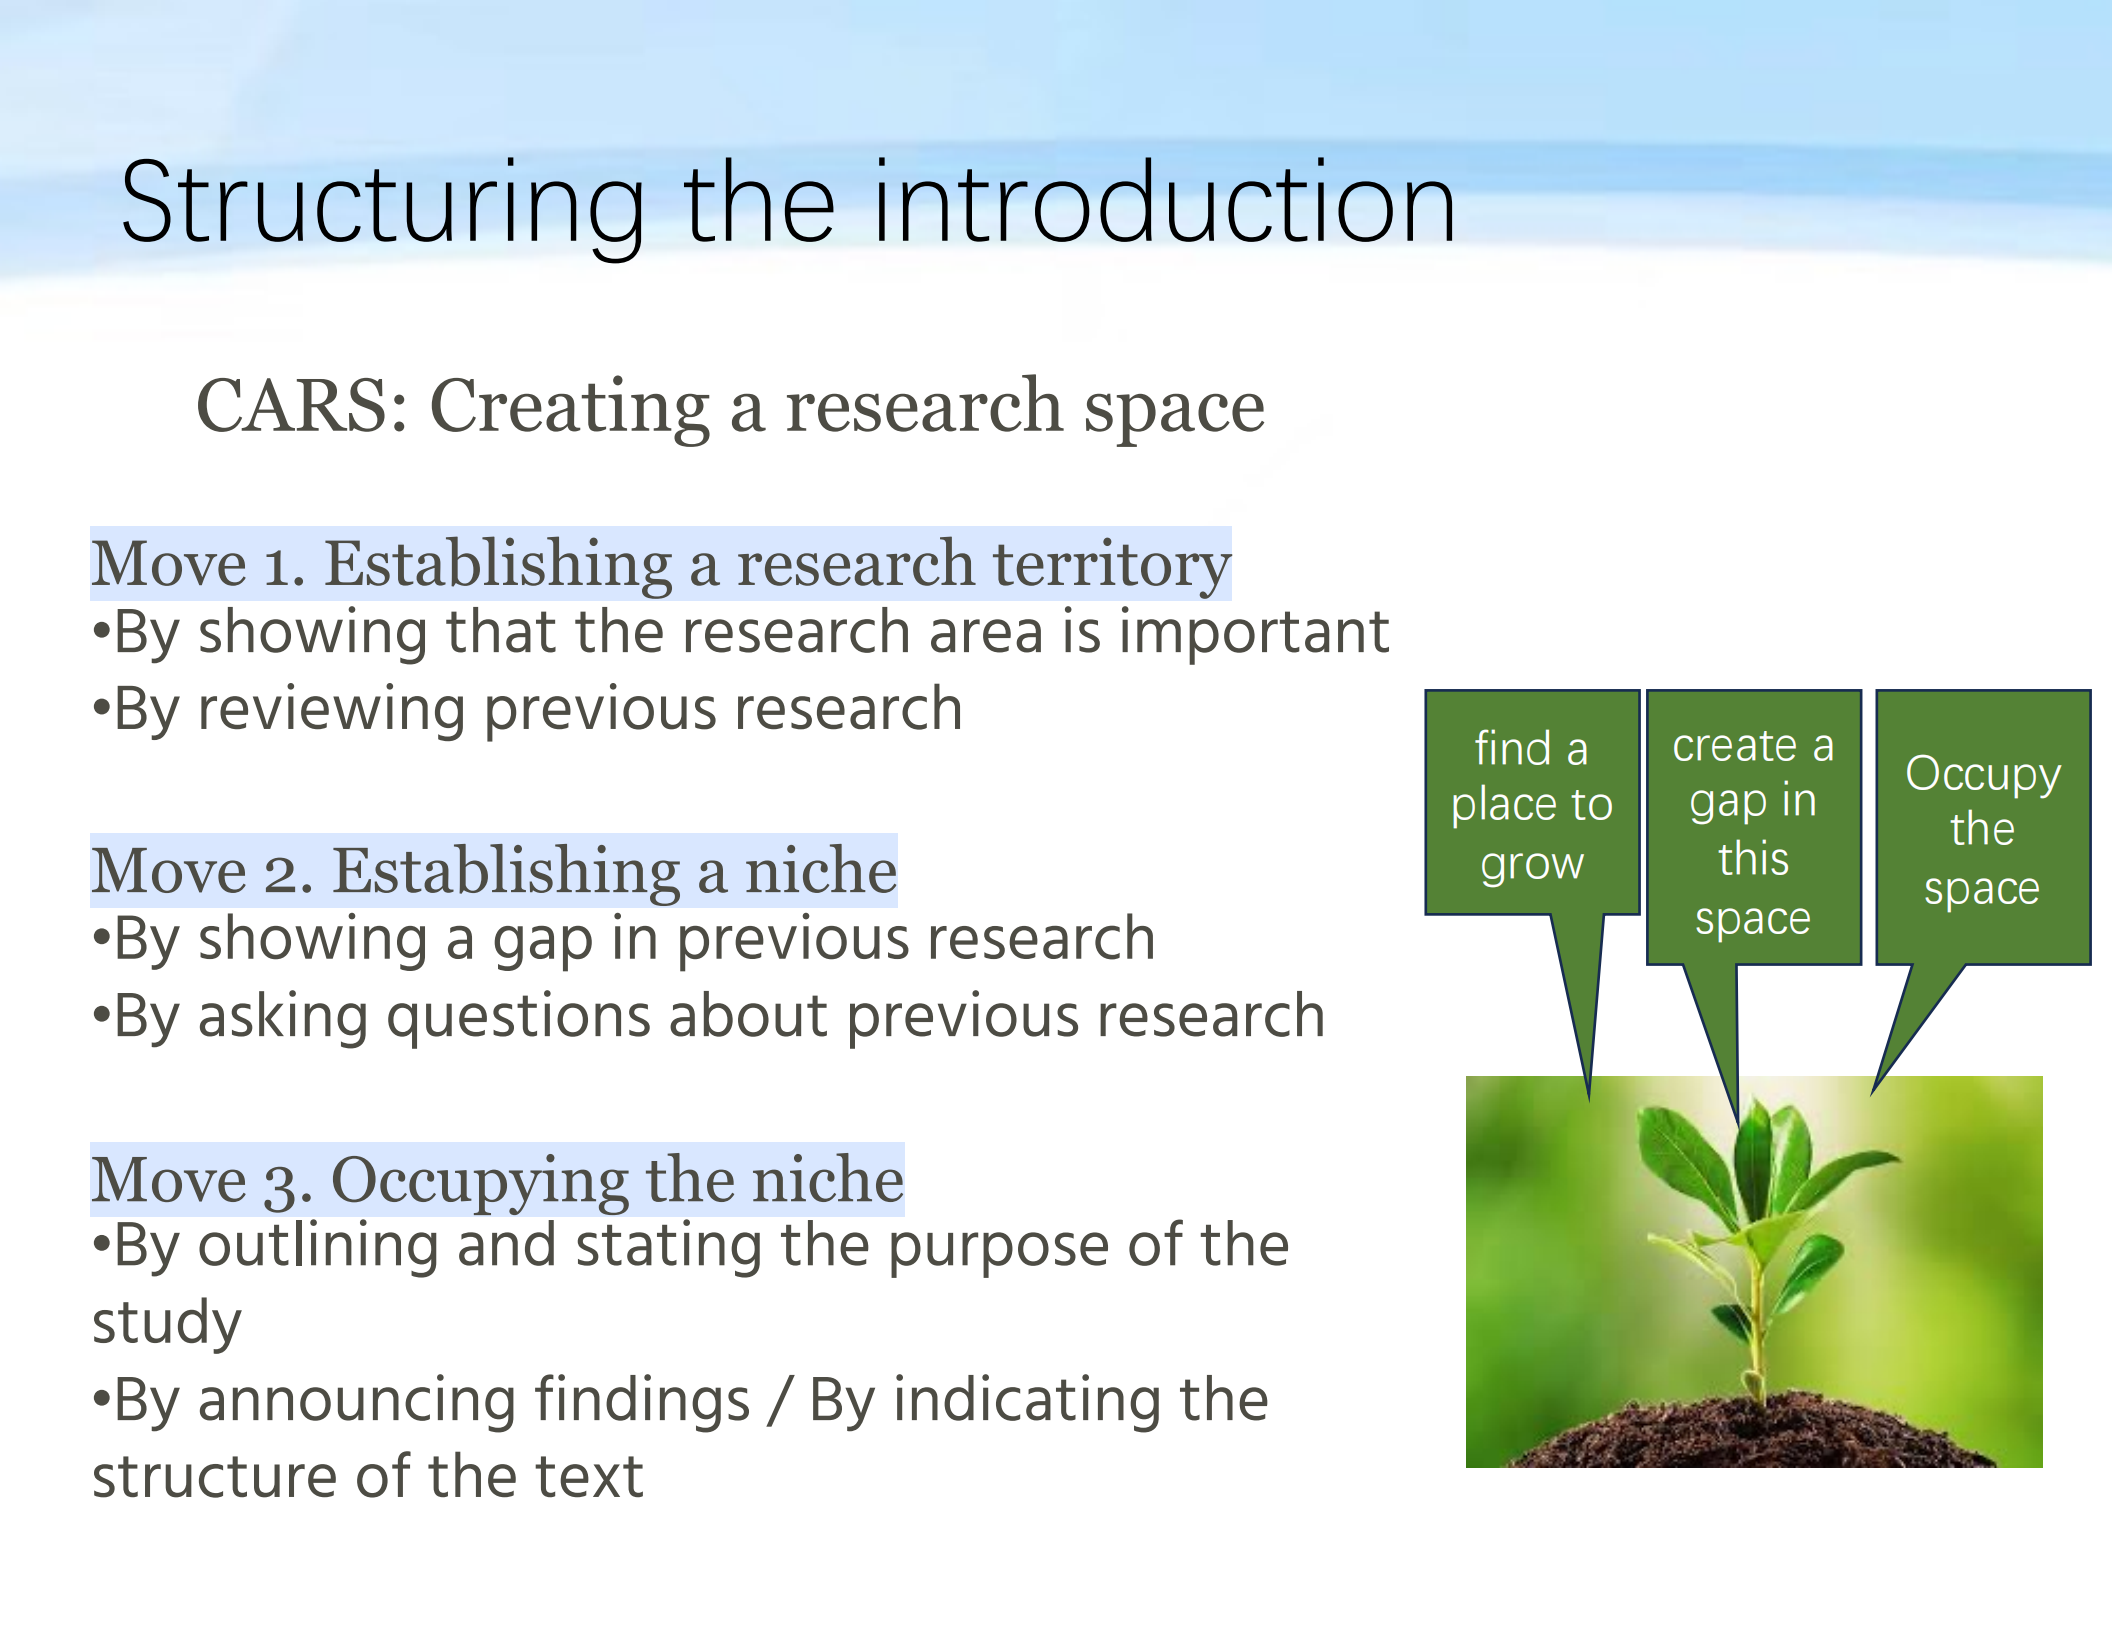 Structuring the introduction
CARS: Creating a research space
Move 1. Establishing a research territory
•By showing that the research area is important
•By reviewing previous research
Move 2. Establishing a niche
•By showing a gap in previous research
•By asking questions about previous research
Move 3. Occupying the niche
•By outlining and stating the purpose of the
study
•By announcing findings / By indicating the
structure of the text
find a
place to
grow
create a
gap in
this
space
Occupy
the
space